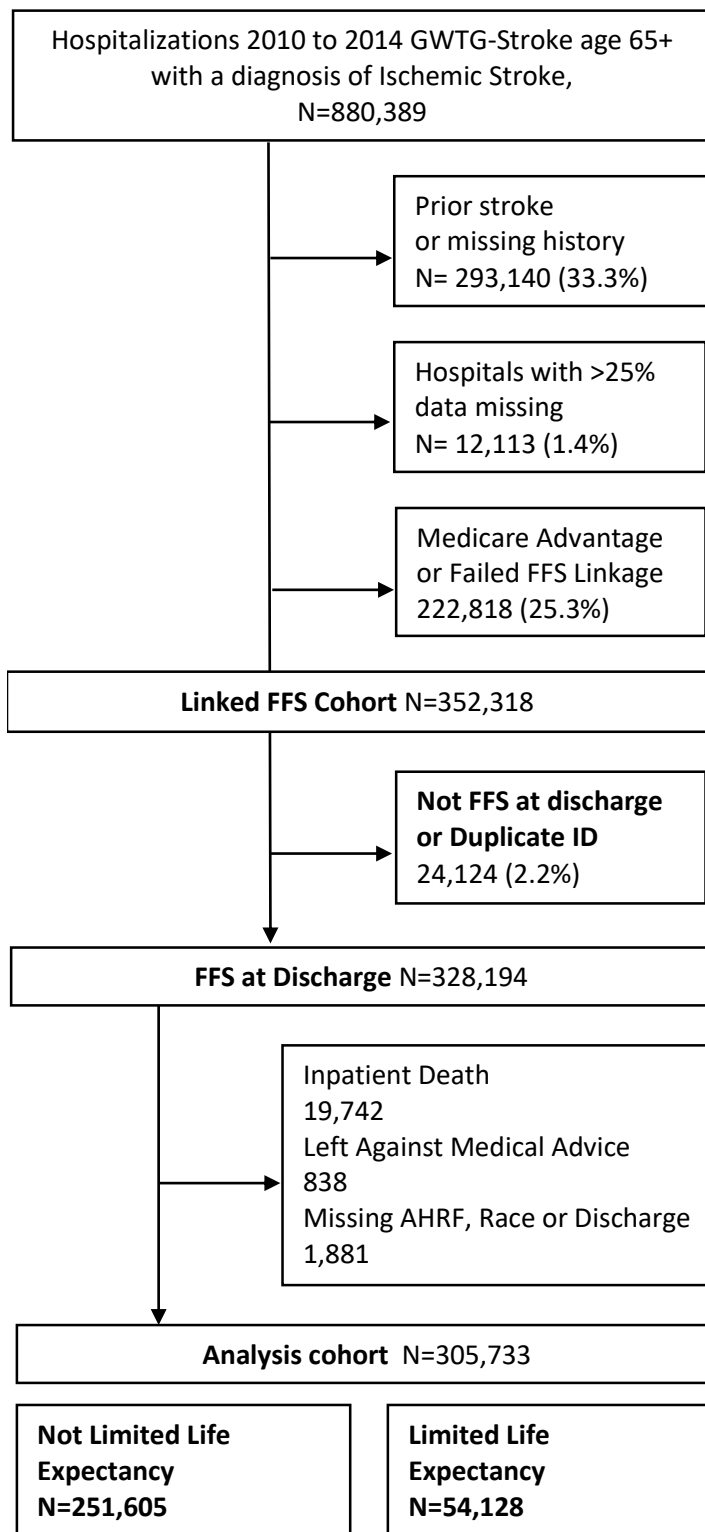 Hospitalizations 2010 to 2014 GWTG-Stroke age 65+
with a diagnosis of Ischemic Stroke,
N=880,389
Prior stroke
or missing history
N= 293,140 (33.3%)
Hospitals with >25%
data missing
N= 12,113 (1.4%)
Medicare Advantage
or Failed FFS Linkage
222,818 (25.3%)
Linked FFS Cohort N=352,318
Not FFS at discharge
or Duplicate ID
24,124 (2.2%)
FFS at Discharge N=328,194
Inpatient Death
19,742
Left Against Medical Advice
838
Missing AHRF, Race or Discharge
1,881
Analysis cohort N=305,733
Not Limited Life
Expectancy
N=251,605
Limited Life
Expectancy
N=54,128